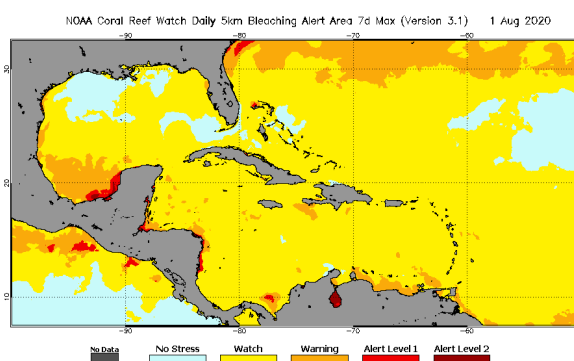 NOAA Coral Reef Watch Daily 5km Bleaching Alert Area 7d Max (Version 3.1) 1 Aug 2020
-90 -80 -70 -60
30
20
10
-90 -80 -70 -60
No Data No Stress Watch Warning Alert Level 1 Alert Level 2